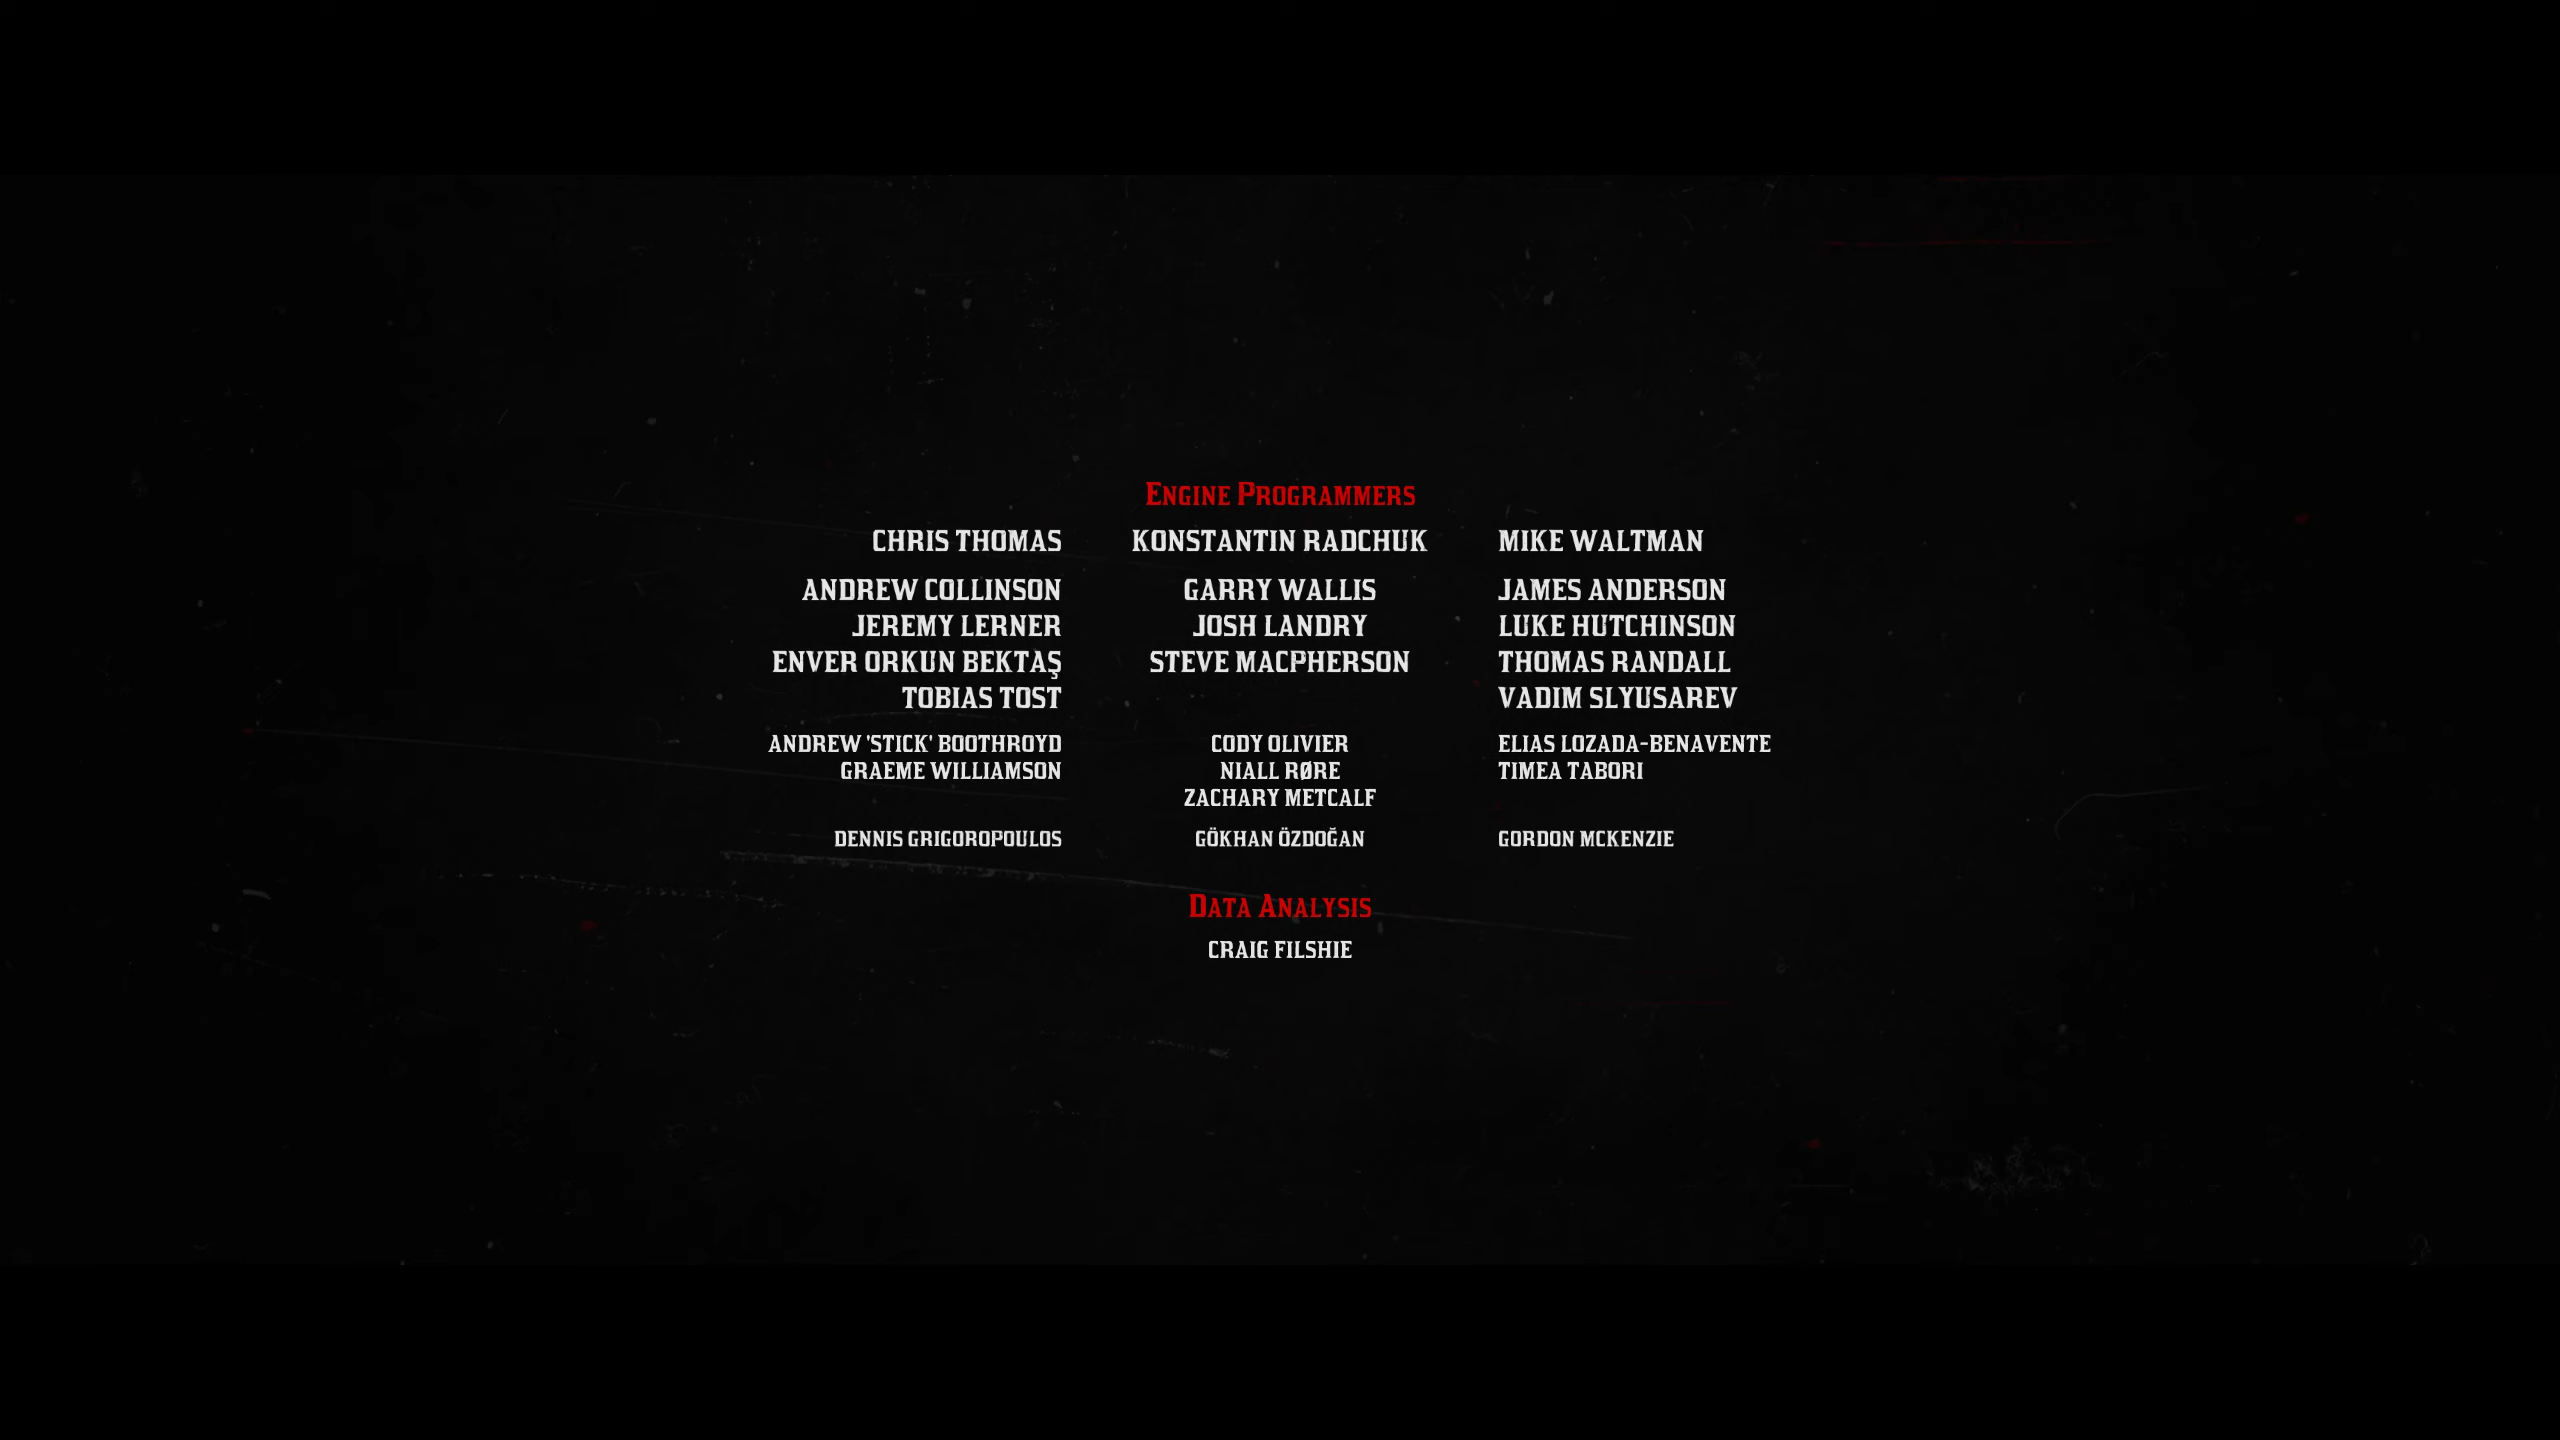 Engine Programmers
CHRIS THOMAS KONSTANTIN RADCHUK MIKE WALTMAN
ANDREW COLLINSON GARRY WALLIS JAMES ANDERSON
JEREMY LERNER JOSH LANDRY LUKE HUTCHINSON
ENVER ORKUN BEKTAŞ STEVE MACPHERSON THOMAS RANDALL
TOBIAS TOST VADIM SLYUSAREV
ANDREW 'STICK' BOOTHROYD CODY OLIVIER ELIAS LOZADA-BENAVENTE
GRAEME WILLIAMSON NIALL RØRE TIMEA TABORI
ZACHARY METCALF
DENNIS GRIGOROPOULOS GÖKHAN ÖZDOĞAN GORDON MCKENZIE
Data Analysis
CRAIG FILSHIE